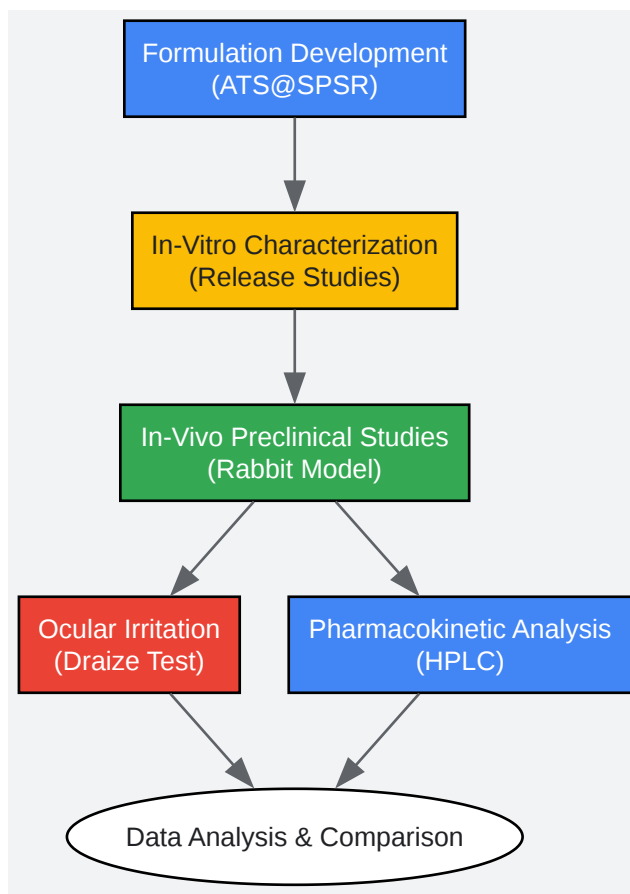 Formulation Development
(ATS@SPSR)
In-Vitro Characterization
(Release Studies)
In-Vivo Preclinical Studies
(Rabbit Model)
Ocular Irritation
(Draize Test)
Pharmacokinetic Analysis
(HPLC)
Data Analysis & Comparison